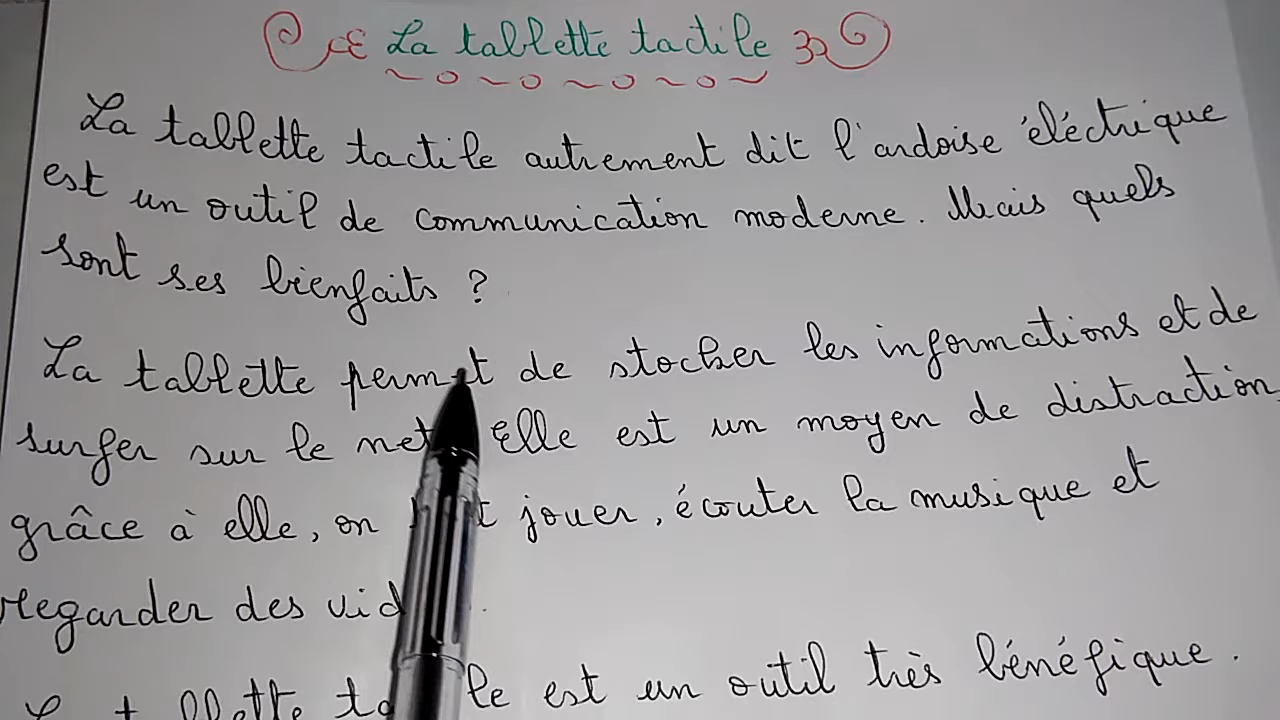 La tablette tactile
La tablette tactile autrement dit l'ardoise éléctrique
est un outil de communication moderne. Mais quels
sont ses bienfaits ?
La tablette permet de stocker les informations et de
surfer sur le net Elle est un moyen de distraction
grâce à elle, on jouer, écouter la musique et
regarder des
est un outil très bénéfique.